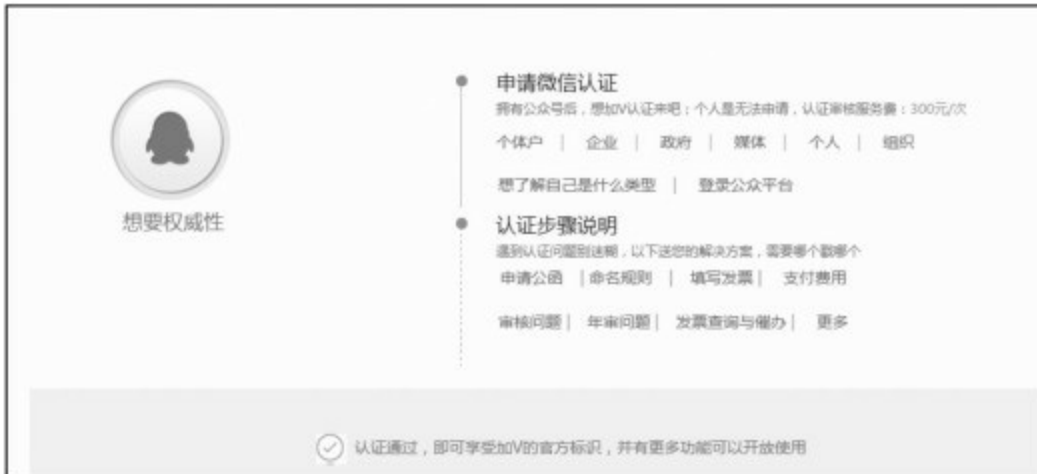 申请微信认证
拥有公众号后，想加V认证来吧；个人是无法申请，认证审核服务费：300元/次
个体户 | 企业 | 政府 | 媒体 | 个人 | 组织
想了解自己是什么类型 | 登录公众平台
想要权威性
认证步骤说明
遇到认证问题别迷糊，以下送您的解决方案，需要哪个戳哪个
申请公函 | 命名规则 | 填写发票 | 支付费用
审核问题 | 年审问题 | 发票查询与催办 | 更多
认证通过，即可享受加V的官方标识，并有更多功能可以开放使用